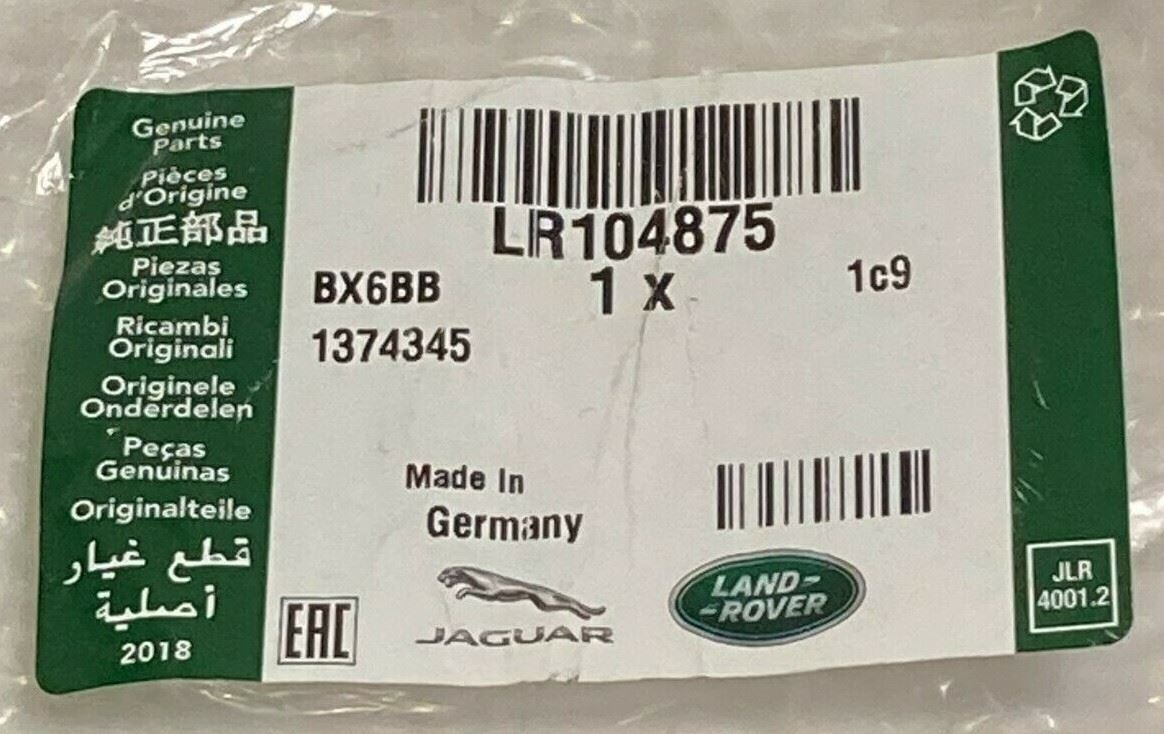 Genuine
Parts
Pièces
d'Origine
純正部品
Piezas
Originales
Ricambi
Originali
Originele
Onderdelen
Peças
Genuinas
Originalteile
قطع غيار
أصلية
2018
LR104875
BX6BB
1 x
1c9
1374345
Made In
Germany
EAC
JAGUAR
LAND-
-ROVER
JLR
4001.2